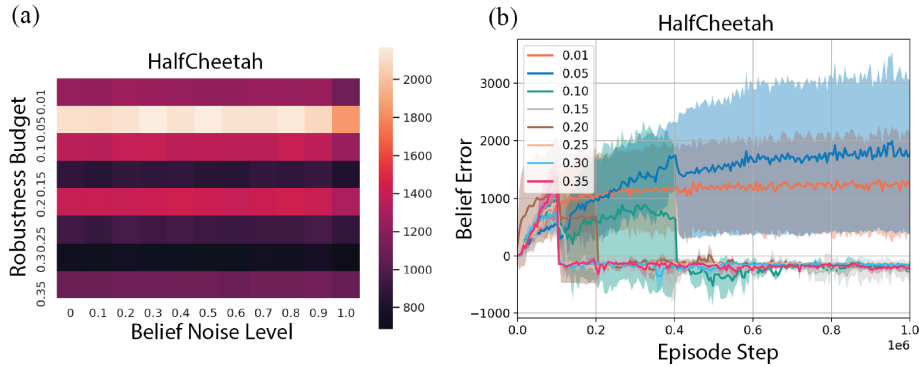 (a)
HalfCheetah
Robustness Budget
0.01
0.05
0.1
0.15
0.2
0.25
0.3
0.35
0 0.1 0.2 0.3 0.4 0.5 0.6 0.7 0.8 0.9 1.0
Belief Noise Level
2000
1800
1600
1400
1200
1000
800
(b)
HalfCheetah
Belief Error
3000
2000
1000
0
−1000
0.01
0.05
0.10
0.15
0.20
0.25
0.30
0.35
0.0 0.2 0.4 0.6 0.8 1.0
1e6
Episode Step